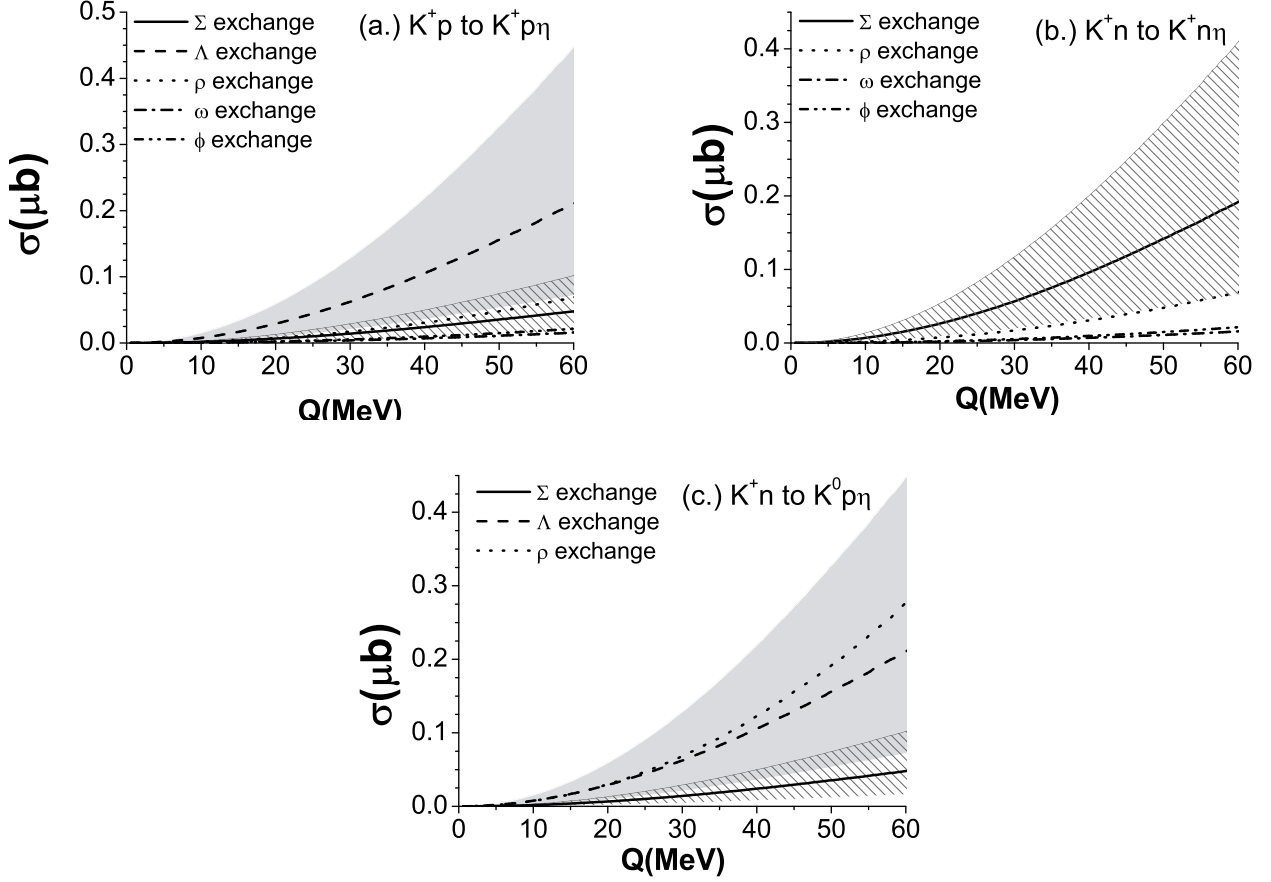 (a.) K⁺p to K⁺pη
Σ exchange
Λ exchange
ρ exchange
ω exchange
ϕ exchange
σ(μb)
0.5
0.4
0.3
0.2
0.1
0.0
0 10 20 30 40 50 60
Q(MeV)
(b.) K⁺n to K⁺nη
Σ exchange
ρ exchange
ω exchange
ϕ exchange
σ(μb)
0.4
0.3
0.2
0.1
0.0
0 10 20 30 40 50 60
Q(MeV)
(c.) K⁺n to K⁰pη
Σ exchange
Λ exchange
ρ exchange
σ(μb)
0.4
0.3
0.2
0.1
0.0
0 10 20 30 40 50 60
Q(MeV)